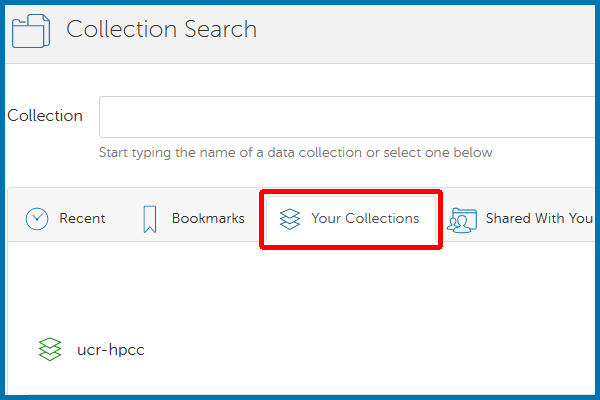 Collection Search
Collection
Start typing the name of a data collection or select one below
Recent Bookmarks Your Collections Shared With You
ucr-hpcc